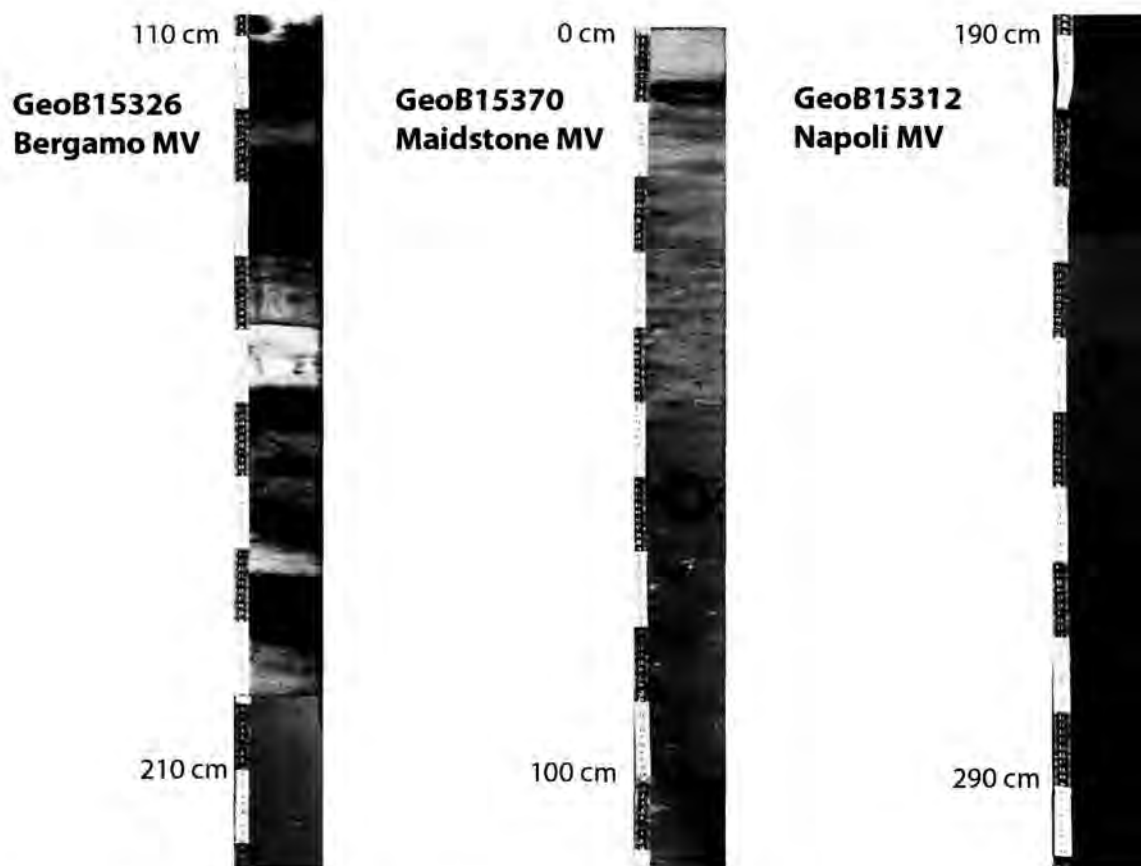 110 cm
GeoB15326
Bergamo MV
210 cm
0 cm
GeoB15370
Maidstone MV
100 cm
190 cm
GeoB15312
Napoli MV
290 cm